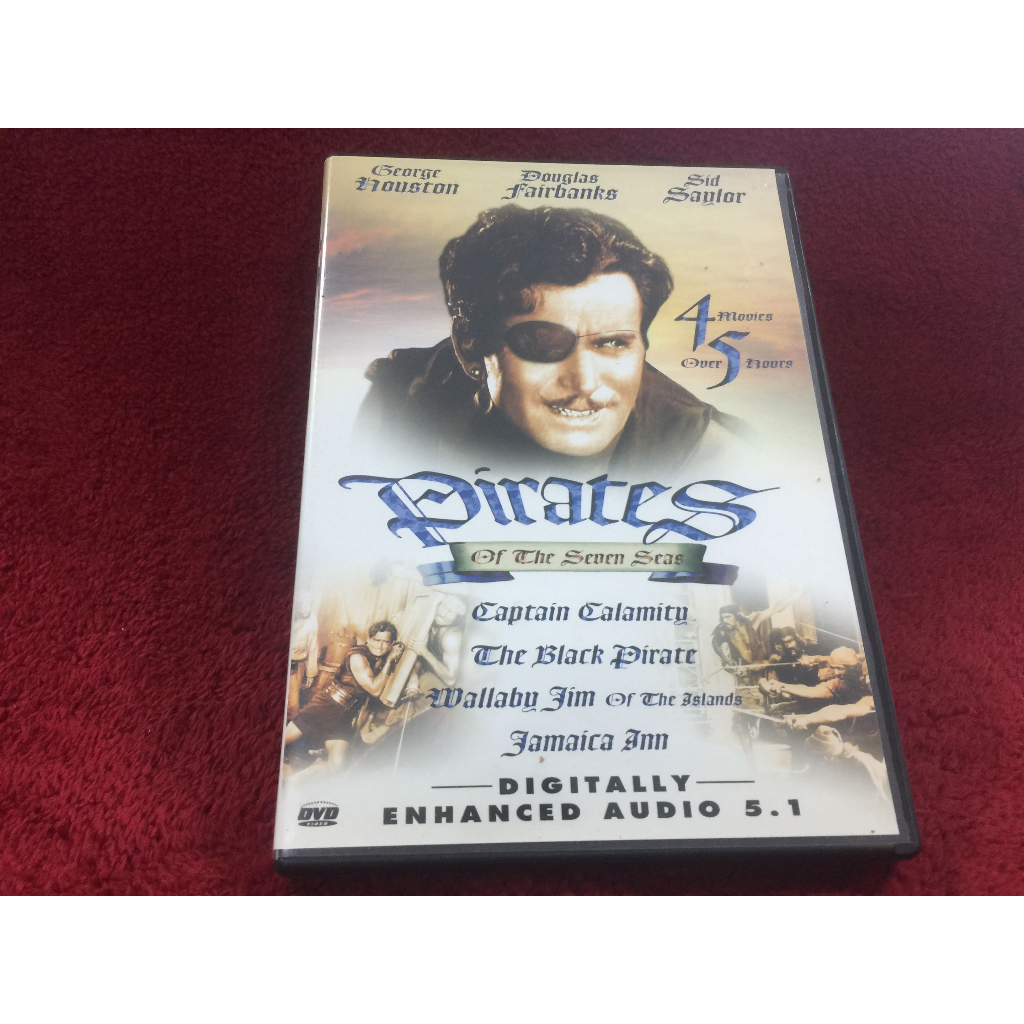 George Houston
Douglas Fairbanks
Sid Saylor
4 Movies
Over 5 Hours
Pirates
Of The Seven Seas
Captain Calamity
The Black Pirate
Wallaby Jim Of The Islands
Jamaica Inn
DIGITALLY
ENHANCED AUDIO 5.1
DVD
VIDEO